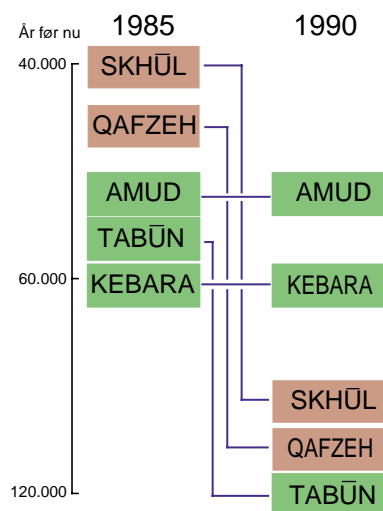 År før nu
1985
1990
40.000
SKHŪL
QAFZEH
AMUD
AMUD
TABŪN
60.000
KEBARA
KEBARA
SKHŪL
QAFZEH
120.000
TABŪN